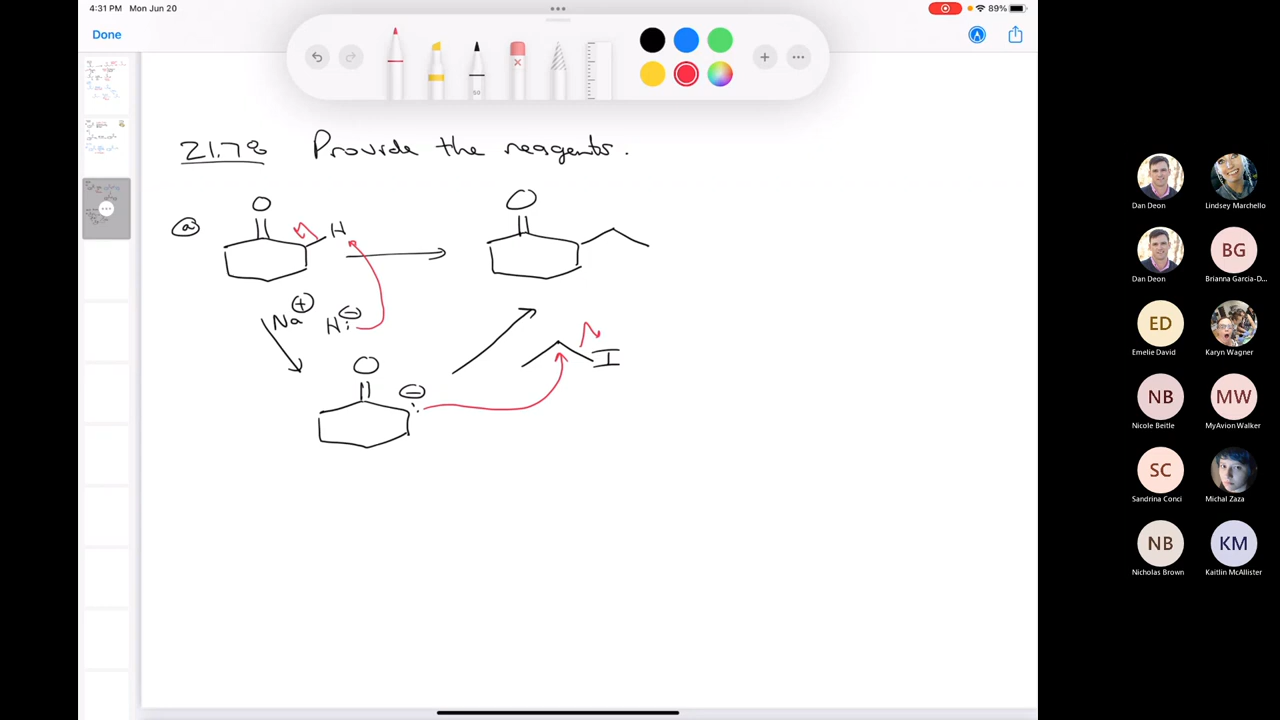 4:31 PM Mon Jun 20
89%
Done
50
21.78 Provide the reagents.
a
O
H
O
Na + H: −
I
O
−
Dan Deon
Lindsey Marchello
Dan Deon
BG
Brianna Garcia-D...
ED
Emelie David
Karyn Wagner
NB
Nicole Beitle
MW
MyAvion Walker
SC
Sandrina Conci
Michal Zaza
NB
Nicholas Brown
KM
Kaitlin McAllister